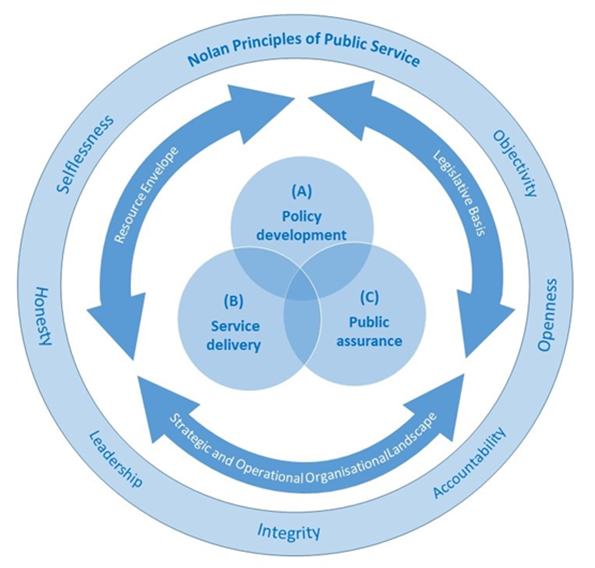 Nolan Principles of Public Service
Selflessness
Objectivity
Resource Envelope
Legislative Basis
(A)
Policy
development
(B)
Service
delivery
(C)
Public
assurance
Honesty
Openness
Strategic and Operational Organisational Landscape
Leadership
Accountability
Integrity